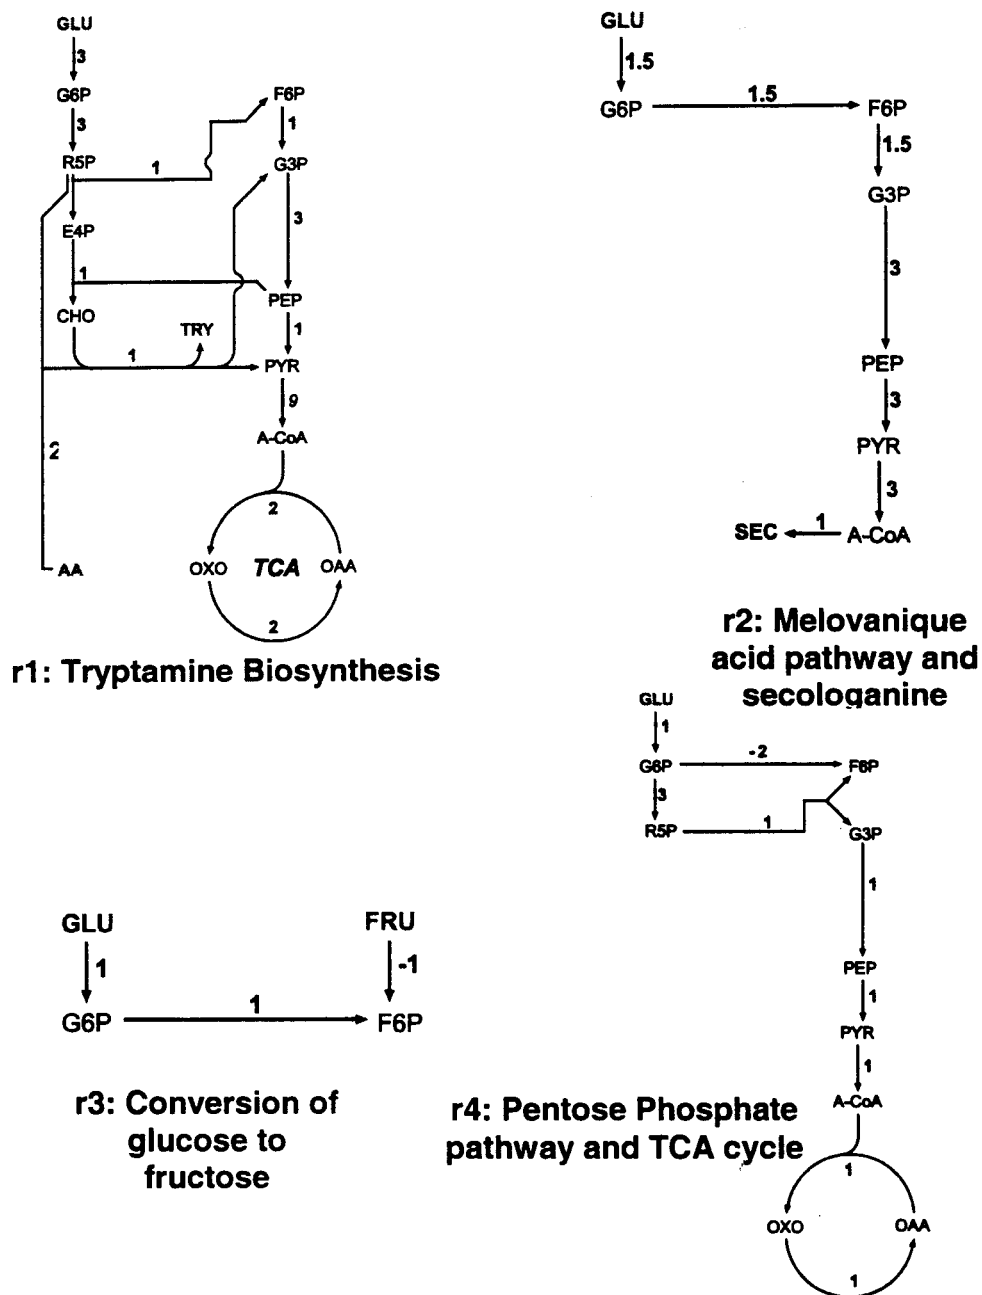 GLU
3
G6P
F6P
3
1
R5P
1
G3P
E4P
3
1
PEP
CHO
TRY
1
1
PYR
9
2
A-CoA
2
AA
OXO
TCA
OAA
2
r1: Tryptamine Biosynthesis
GLU
1.5
G6P
1.5
F6P
1.5
G3P
3
PEP
3
PYR
3
SEC
1
A-CoA
r2: Melovanique
acid pathway and
secologanine
GLU
FRU
1
-1
G6P
1
F6P
r3: Conversion of
glucose to
fructose
GLU
1
G6P
-2
F6P
3
R5P
1
G3P
1
PEP
1
PYR
1
A-CoA
1
OXO
OAA
1
r4: Pentose Phosphate
pathway and TCA cycle